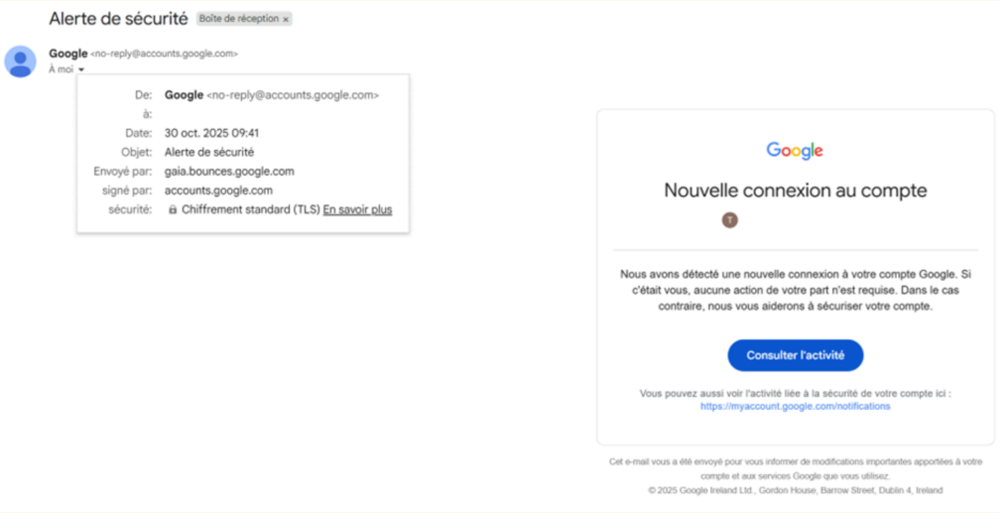 Alerte de sécurité Boîte de réception ×
Google <no-reply@accounts.google.com>
À moi
De: Google <no-reply@accounts.google.com>
à:
Date: 30 oct. 2025 09:41
Objet: Alerte de sécurité
Envoyé par: gaia.bounces.google.com
signé par: accounts.google.com
sécurité: Chiffrement standard (TLS) En savoir plus
Google
Nouvelle connexion au compte
T
Nous avons détecté une nouvelle connexion à votre compte Google. Si
c'était vous, aucune action de votre part n'est requise. Dans le cas
contraire, nous vous aiderons à sécuriser votre compte.
Consulter l'activité
Vous pouvez aussi voir l'activité liée à la sécurité de votre compte ici :
https://myaccount.google.com/notifications
Cet e-mail vous a été envoyé pour vous informer de modifications importantes apportées à votre
compte et aux services Google que vous utilisez.
© 2025 Google Ireland Ltd., Gordon House, Barrow Street, Dublin 4, Ireland